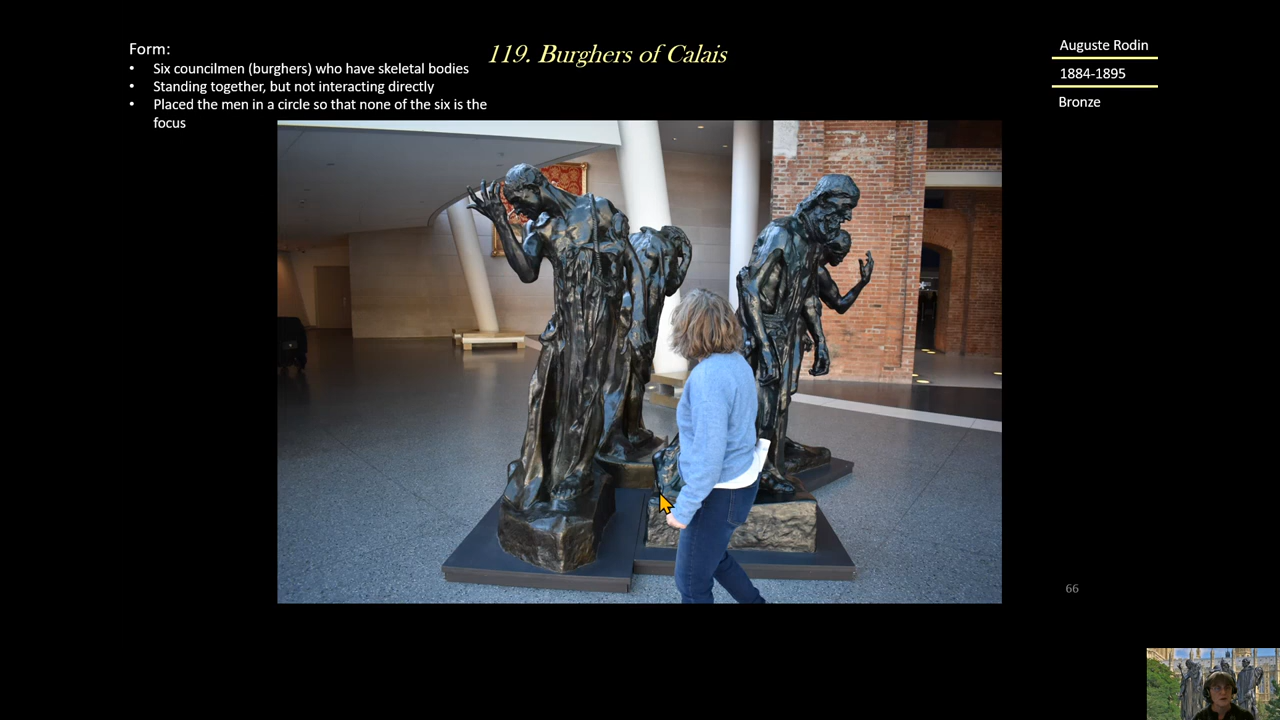 Form:
119. Burghers of Calais
Auguste Rodin
• Six councilmen (burghers) who have skeletal bodies
1884-1895
• Standing together, but not interacting directly
• Placed the men in a circle so that none of the six is the
focus
Bronze
66